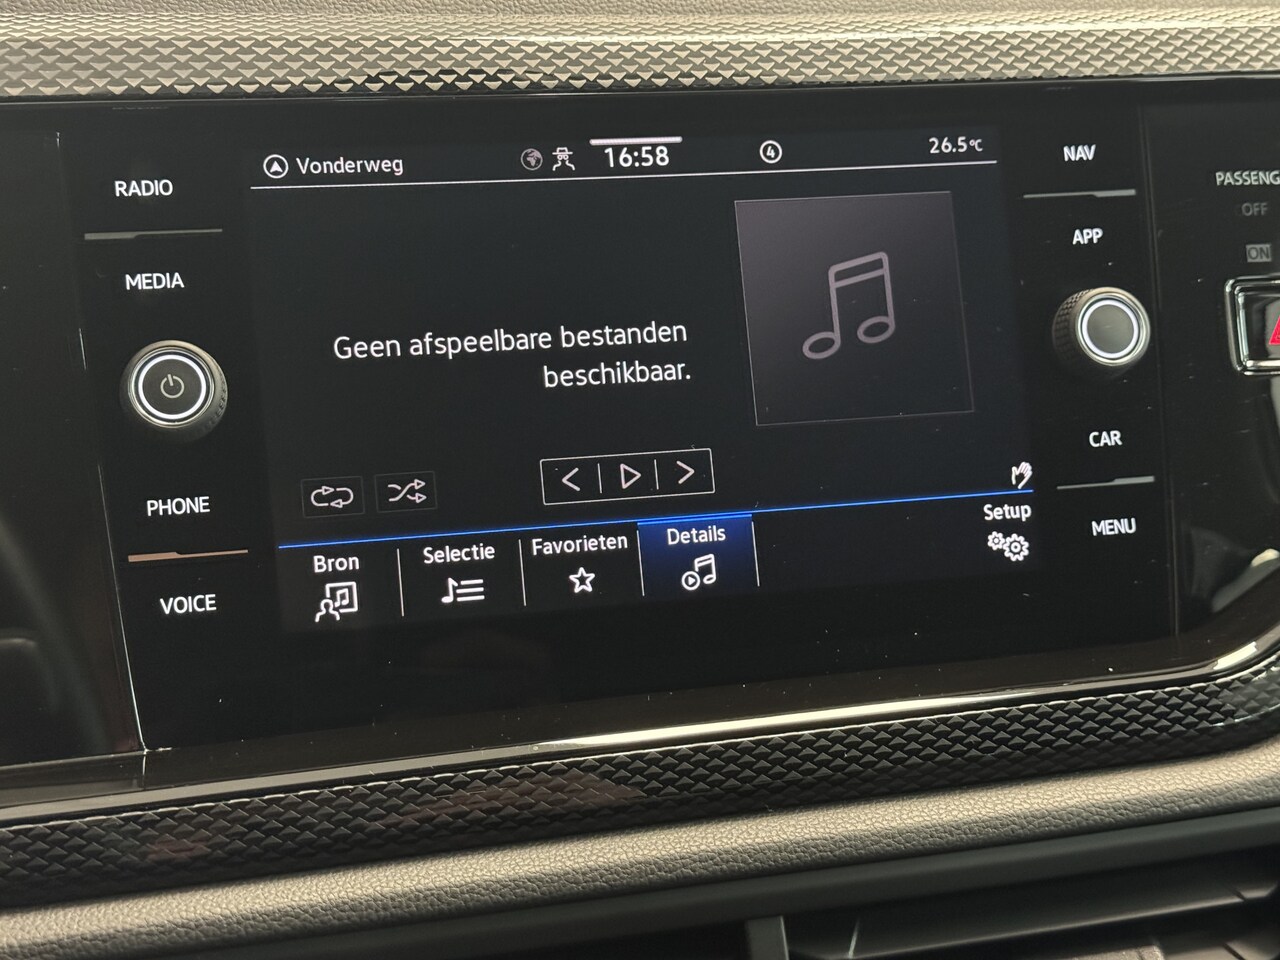 Vonderweg
16:58
4
26.5°C
RADIO
MEDIA
PHONE
VOICE
Geen afspeelbare bestanden
beschikbaar.
Bron
Selectie
Favorieten
Details
Setup
NAV
APP
CAR
MENU
PASSENG
OFF
ON